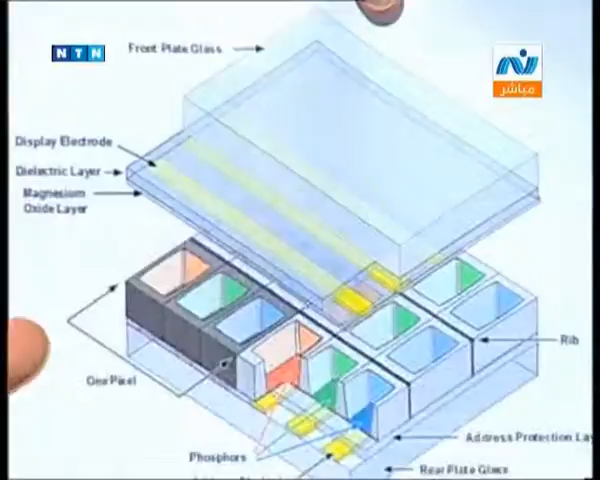 NTN
Front Plate Glass
مباشر
Display Electrode
Dielectric Layer
Magnesium
Oxide Layer
Rib
One Pixel
Address Protection La
Phosphors
Rear Plate Glass